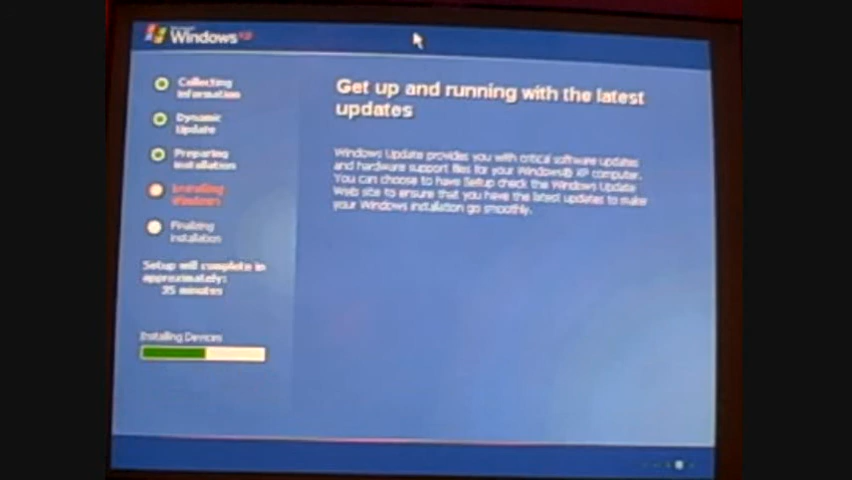 Microsoft
Windows xp
Collecting
information
Dynamic
Update
Preparing
installation
Installing
Windows
Finalizing
installation
Setup will complete in
approximately:
35 minutes
Installing Devices
Get up and running with the latest
updates
Windows Update provides you with critical software updates
and hardware support files for your Windows® XP computer.
You can choose to have Setup check the Windows Update
Web site to ensure that you have the latest updates to make
your Windows installation go smoothly.